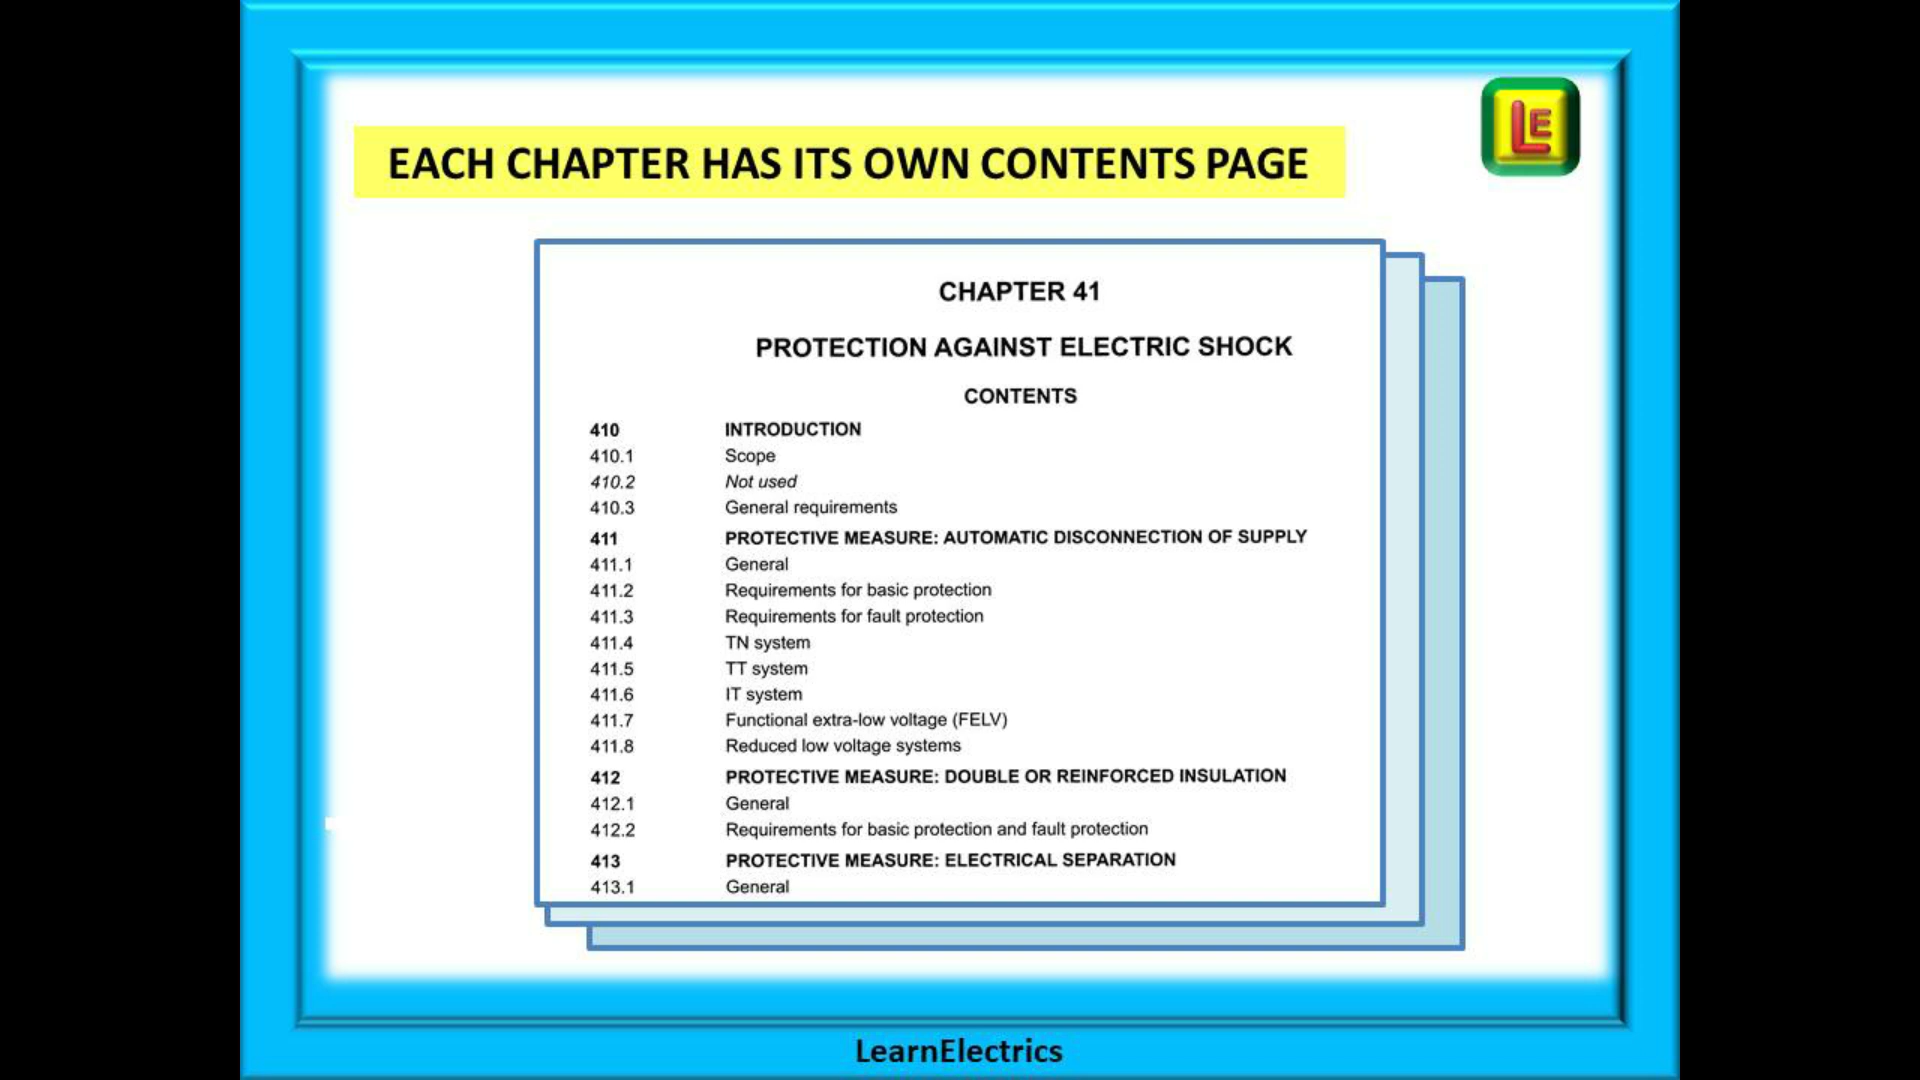 EACH CHAPTER HAS ITS OWN CONTENTS PAGE
LE
CHAPTER 41
PROTECTION AGAINST ELECTRIC SHOCK
CONTENTS
410 INTRODUCTION
410.1 Scope
410.2 Not used
410.3 General requirements
411 PROTECTIVE MEASURE: AUTOMATIC DISCONNECTION OF SUPPLY
411.1 General
411.2 Requirements for basic protection
411.3 Requirements for fault protection
411.4 TN system
411.5 TT system
411.6 IT system
411.7 Functional extra-low voltage (FELV)
411.8 Reduced low voltage systems
412 PROTECTIVE MEASURE: DOUBLE OR REINFORCED INSULATION
412.1 General
412.2 Requirements for basic protection and fault protection
413 PROTECTIVE MEASURE: ELECTRICAL SEPARATION
413.1 General
LearnElectrics